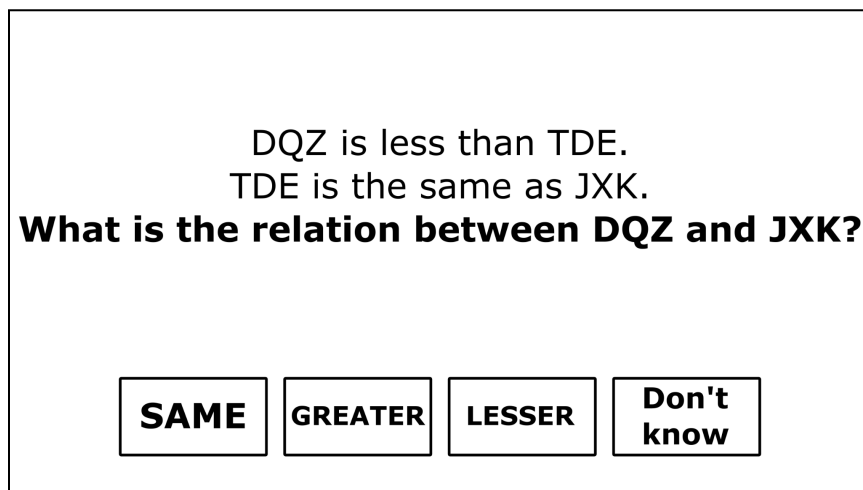 DQZ is less than TDE.
TDE is the same as JXK.
What is the relation between DQZ and JXK?
SAME
GREATER
LESSER
Don't
know